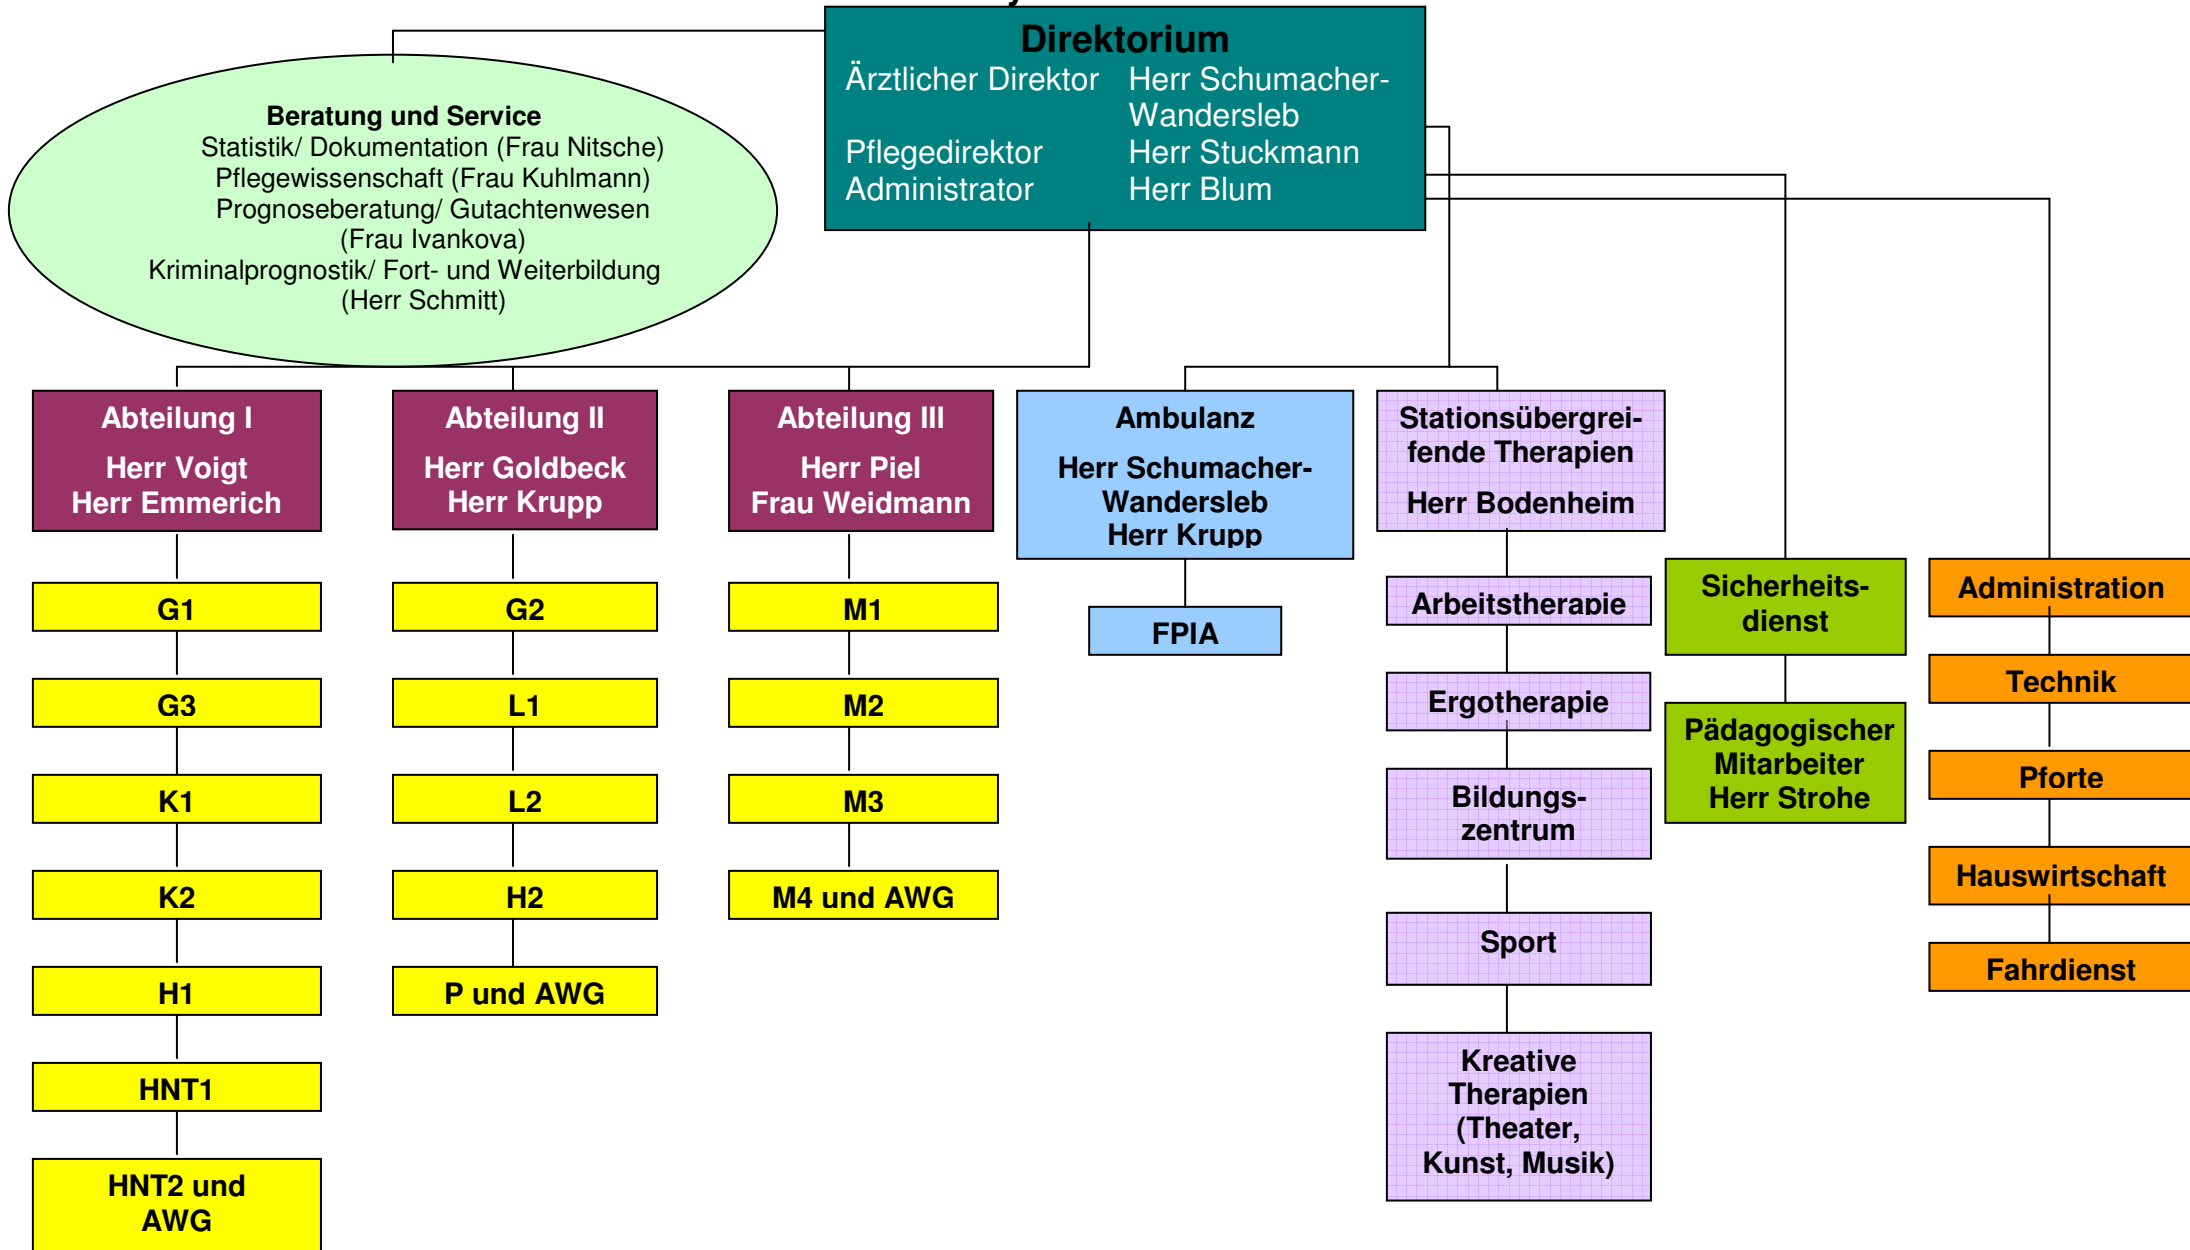 Direktorium
Ärztlicher Direktor Herr Schumacher-
Wandersleb
Pflegedirektor Herr Stuckmann
Administrator Herr Blum
Beratung und Service
Statistik/ Dokumentation (Frau Nitsche)
Pflegewissenschaft (Frau Kuhlmann)
Prognoseberatung/ Gutachtenwesen
(Frau Ivankova)
Kriminalprognostik/ Fort- und Weiterbildung
(Herr Schmitt)
Abteilung I
Herr Voigt
Herr Emmerich
G1
G3
K1
K2
H1
HNT1
HNT2 und
AWG
Abteilung II
Herr Goldbeck
Herr Krupp
G2
L1
L2
H2
P und AWG
Abteilung III
Herr Piel
Frau Weidmann
M1
M2
M3
M4 und AWG
Ambulanz
Herr Schumacher-
Wandersleb
Herr Krupp
FPIA
Stationsübergrei-
fende Therapien
Herr Bodenheim
Arbeitstherapie
Ergotherapie
Bildungs-
zentrum
Sport
Kreative
Therapien
(Theater,
Kunst, Musik)
Sicherheits-
dienst
Pädagogischer
Mitarbeiter
Herr Strohe
Administration
Technik
Pforte
Hauswirtschaft
Fahrdienst